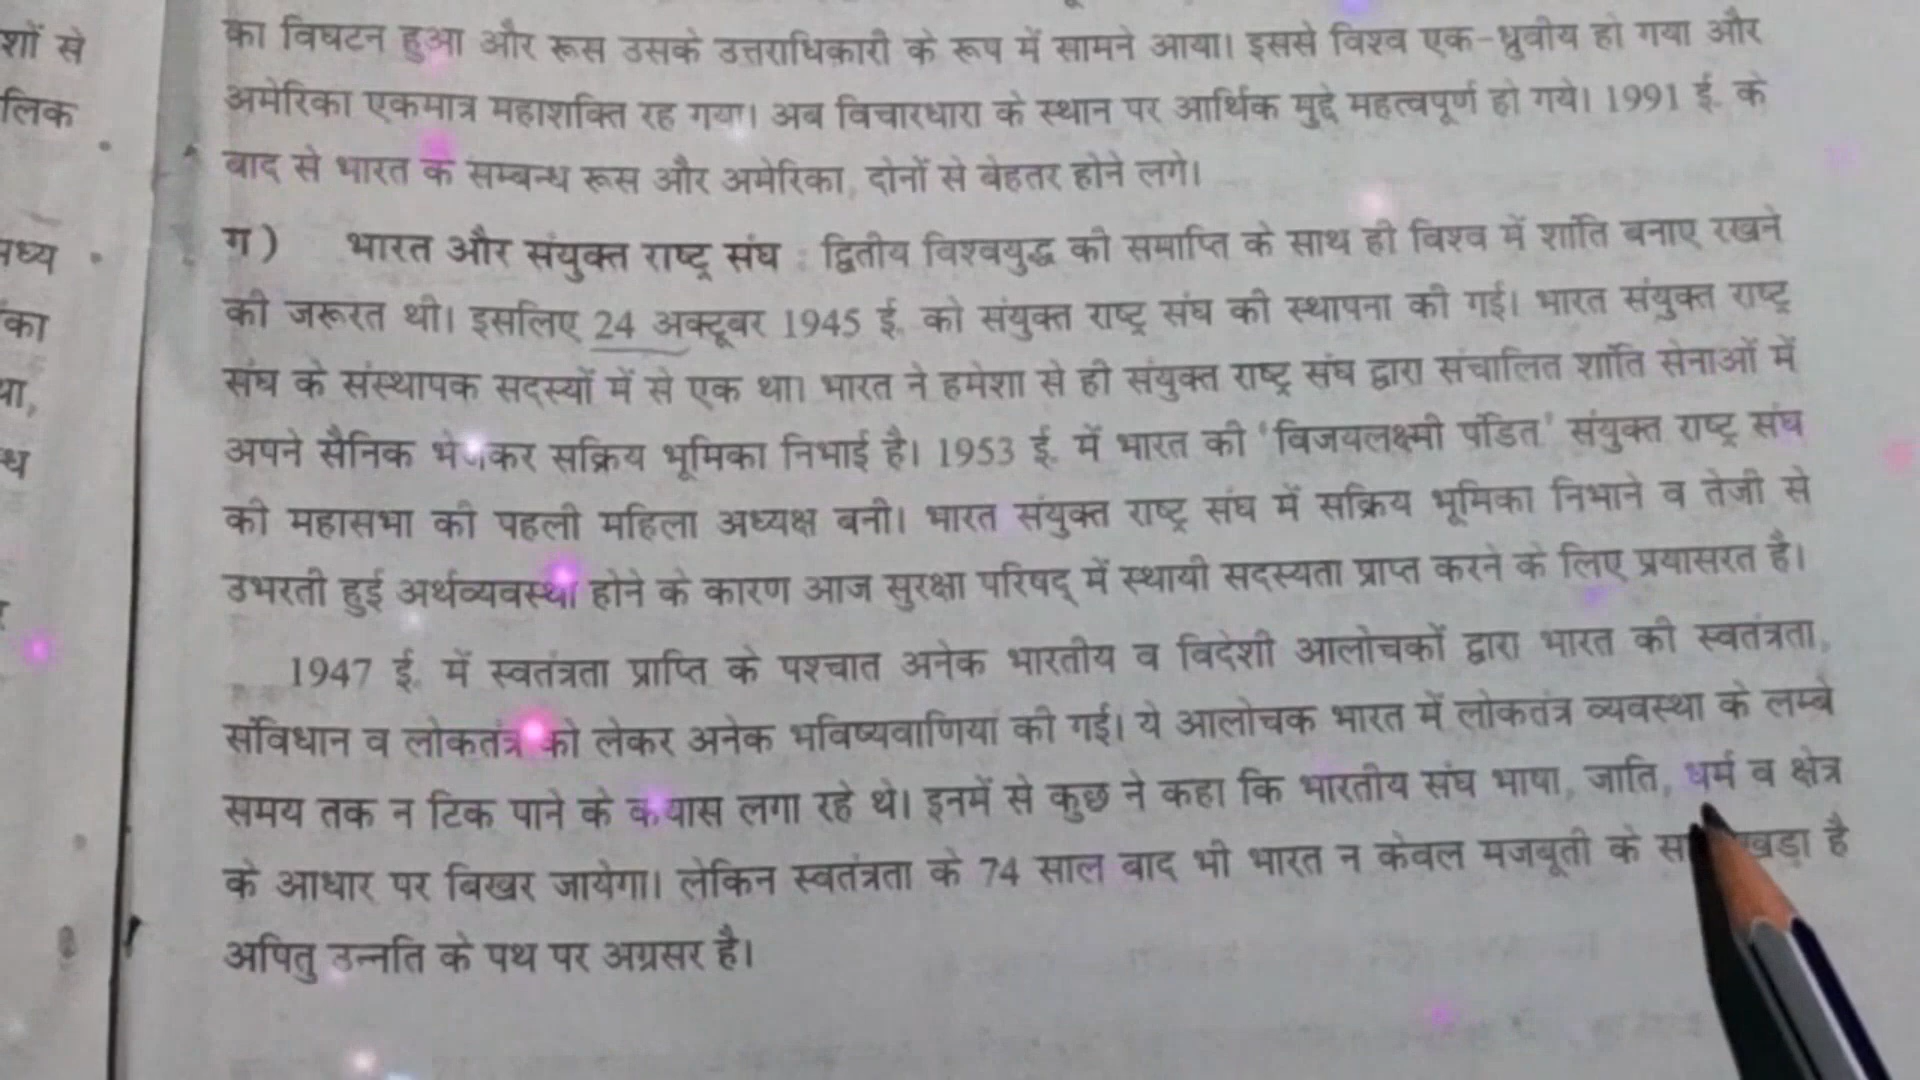 शों से
लिक
मध्य
का
था,
थ
का विघटन हुआ और रूस उसके उत्तराधिकारी के रूप में सामने आया। इससे विश्व एक-ध्रुवीय हो गया और
अमेरिका एकमात्र महाशक्ति रह गया। अब विचारधारा के स्थान पर आर्थिक मुद्दे महत्वपूर्ण हो गये। 1991 ई. के
बाद से भारत के सम्बन्ध रूस और अमेरिका, दोनों से बेहतर होने लगे।
ग) भारत और संयुक्त राष्ट्र संघ : द्वितीय विश्वयुद्ध की समाप्ति के साथ ही विश्व में शांति बनाए रखने
की जरूरत थी। इसलिए 24 अक्टूबर 1945 ई. को संयुक्त राष्ट्र संघ की स्थापना की गई। भारत संयुक्त राष्ट्र
संघ के संस्थापक सदस्यों में से एक था। भारत ने हमेशा से ही संयुक्त राष्ट्र संघ द्वारा संचालित शांति सेनाओं में
अपने सैनिक भेजकर सक्रिय भूमिका निभाई है। 1953 ई. में भारत की 'विजयलक्ष्मी पंडित' संयुक्त राष्ट्र संघ
की महासभा की पहली महिला अध्यक्ष बनी। भारत संयुक्त राष्ट्र संघ में सक्रिय भूमिका निभाने व तेजी से
उभरती हुई अर्थव्यवस्था होने के कारण आज सुरक्षा परिषद् में स्थायी सदस्यता प्राप्त करने के लिए प्रयासरत है।
1947 ई. में स्वतंत्रता प्राप्ति के पश्चात अनेक भारतीय व विदेशी आलोचकों द्वारा भारत की स्वतंत्रता,
संविधान व लोकतंत्र को लेकर अनेक भविष्यवाणियां की गई। ये आलोचक भारत में लोकतंत्र व्यवस्था के लम्बे
समय तक न टिक पाने के कयास लगा रहे थे। इनमें से कुछ ने कहा कि भारतीय संघ भाषा, जाति, धर्म व क्षेत्र
के आधार पर बिखर जायेगा। लेकिन स्वतंत्रता के 74 साल बाद भी भारत न केवल मजबूती के खड़ा है
अपितु उन्नति के पथ पर अग्रसर है।